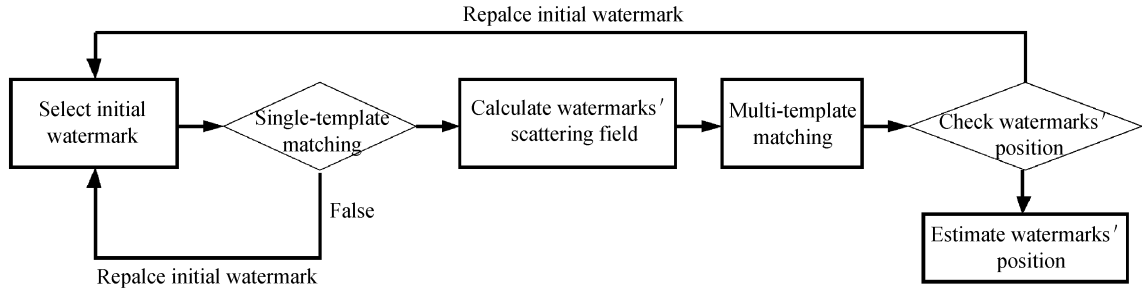 Repalce initial watermark
Select initial
watermark
Single-template
matching
Calculate watermarks′
scattering field
Multi-template
matching
Check watermarks′
position
False
Estimate watermarks′
position
Repalce initial watermark